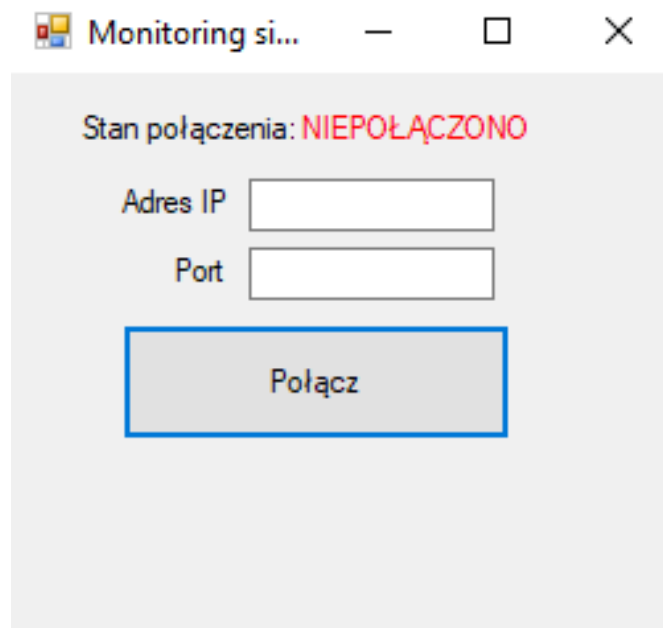 Monitoring si...
Stan połączenia: NIEPOŁĄCZONO
Adres IP
Port
Połącz